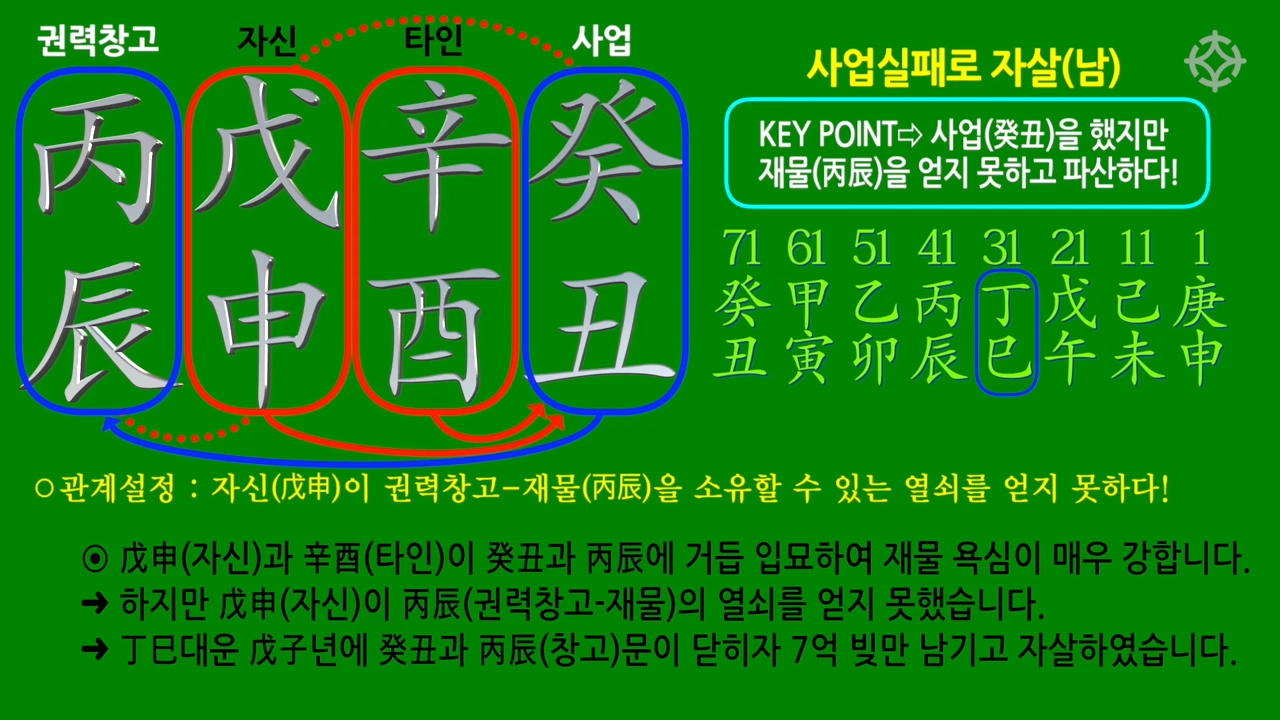 권력창고 자신 타인 사업
丙 戊 辛 癸
辰 申 酉 丑
사업실패로 자살(남)
KEY POINT⇨ 사업(癸丑)을 했지만
재물(丙辰)을 얻지 못하고 파산하다!
71 61 51 41 31 21 11 1
癸 甲 乙 丙 丁 戊 己 庚
丑 寅 卯 辰 巳 午 未 申
○관계설정 : 자신(戊申)이 권력창고-재물(丙辰)을 소유할 수 있는 열쇠를 얻지 못하다!
⊙ 戊申(자신)과 辛酉(타인)이 癸丑과 丙辰에 거듭 입묘하여 재물 욕심이 매우 강합니다.
➔ 하지만 戊申(자신)이 丙辰(권력창고-재물)의 열쇠를 얻지 못했습니다.
➔ 丁巳대운 戊子년에 癸丑과 丙辰(창고)문이 닫히자 7억 빚만 남기고 자살하였습니다.